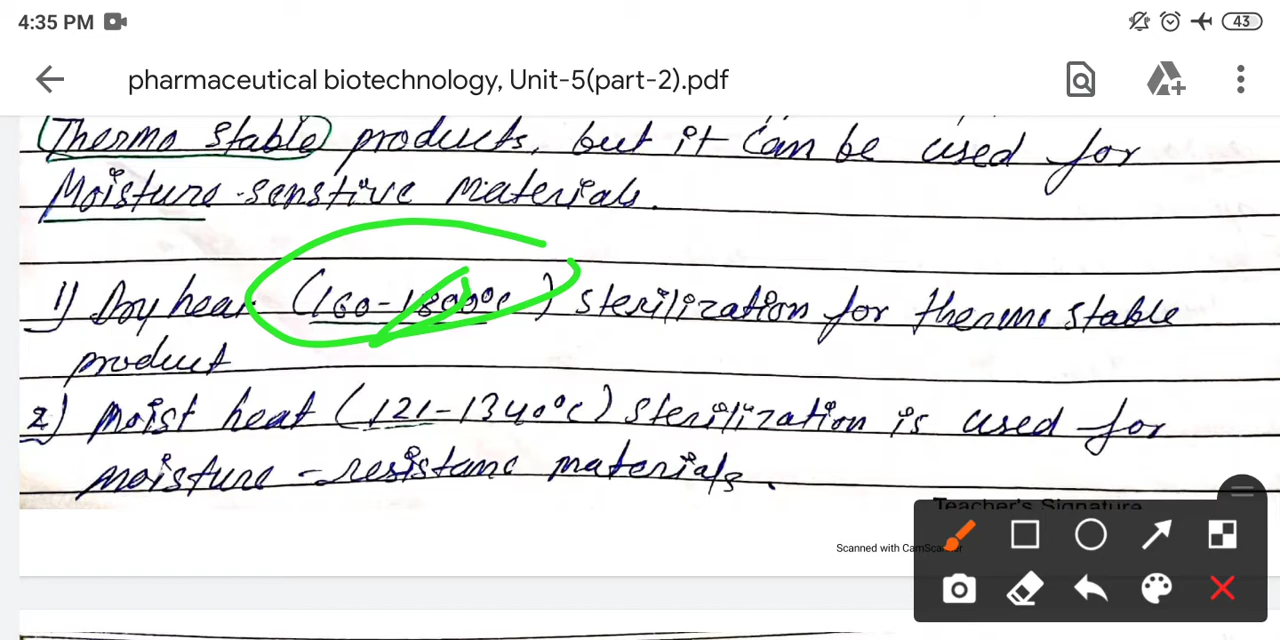 4:35 PM
43
pharmaceutical biotechnology, Unit-5(part-2).pdf
(Thermo stable) products, but it can be used for
Moisture-senstive materials.
1) Dry heat (160-180°c) sterilization for thermo stable
product
2) Moist heat (121-134°c) sterilization is used for
moisture-resistanc materials.
Teacher's Signature
Scanned with CamScanner